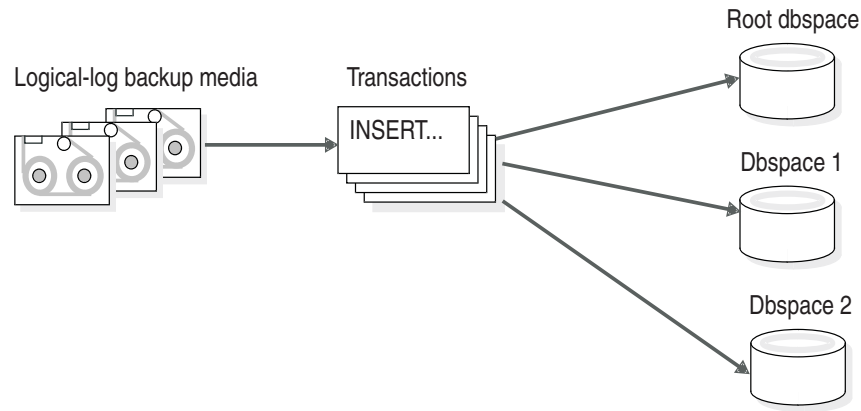 Root dbspace
Logical-log backup media
Transactions
INSERT...
Dbspace 1
Dbspace 2